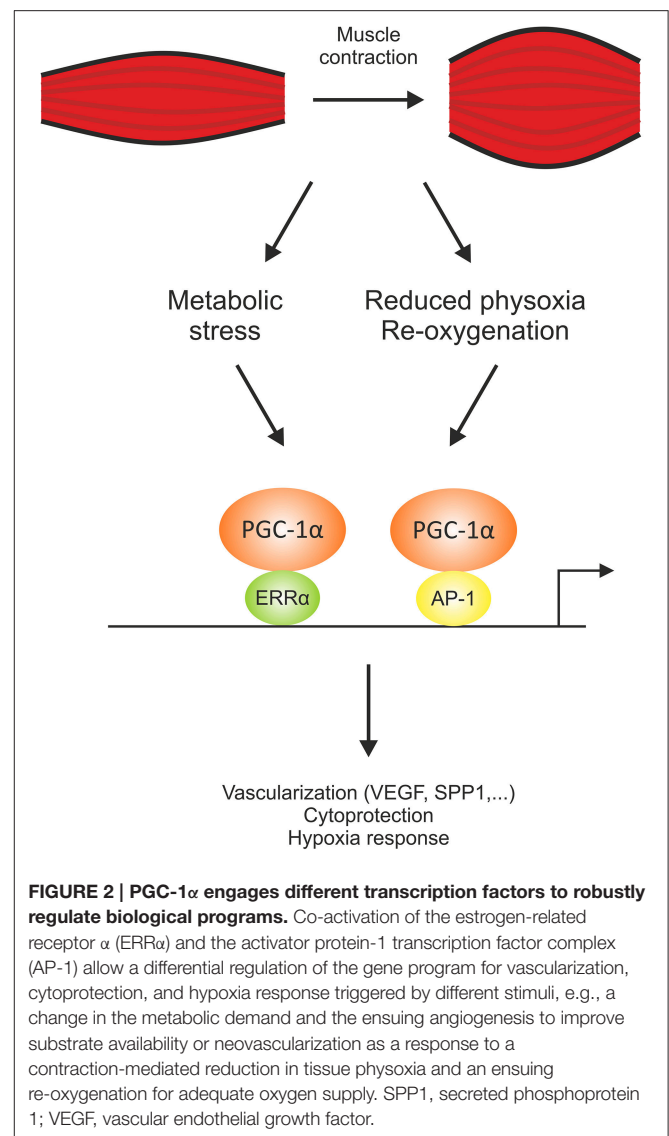 Muscle
contraction
Metabolic
stress
Reduced physoxia
Re-oxygenation
PGC-1α
PGC-1α
ERRα
AP-1
Vascularization (VEGF, SPP1,...)
Cytoprotection
Hypoxia response
FIGURE 2 | PGC-1α engages different transcription factors to robustly
regulate biological programs. Co-activation of the estrogen-related
receptor α (ERRα) and the activator protein-1 transcription factor complex
(AP-1) allow a differential regulation of the gene program for vascularization,
cytoprotection, and hypoxia response triggered by different stimuli, e.g., a
change in the metabolic demand and the ensuing angiogenesis to improve
substrate availability or neovascularization as a response to a
contraction-mediated reduction in tissue physoxia and an ensuing
re-oxygenation for adequate oxygen supply. SPP1, secreted phosphoprotein
1; VEGF, vascular endothelial growth factor.